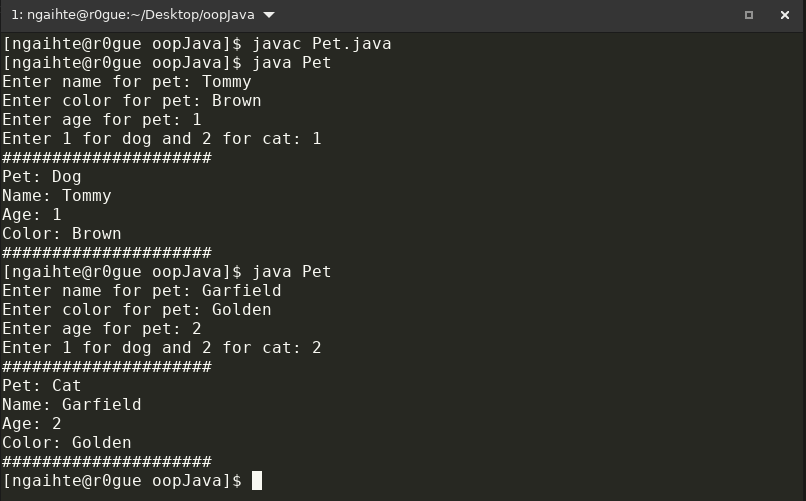 1: ngaihte@r0gue:~/Desktop/oopJava
[ngaihte@r0gue oopJava]$ javac Pet.java
[ngaihte@r0gue oopJava]$ java Pet
Enter name for pet: Tommy
Enter color for pet: Brown
Enter age for pet: 1
Enter 1 for dog and 2 for cat: 1
#####################
Pet: Dog
Name: Tommy
Age: 1
Color: Brown
#####################
[ngaihte@r0gue oopJava]$ java Pet
Enter name for pet: Garfield
Enter color for pet: Golden
Enter age for pet: 2
Enter 1 for dog and 2 for cat: 2
#####################
Pet: Cat
Name: Garfield
Age: 2
Color: Golden
#####################
[ngaihte@r0gue oopJava]$